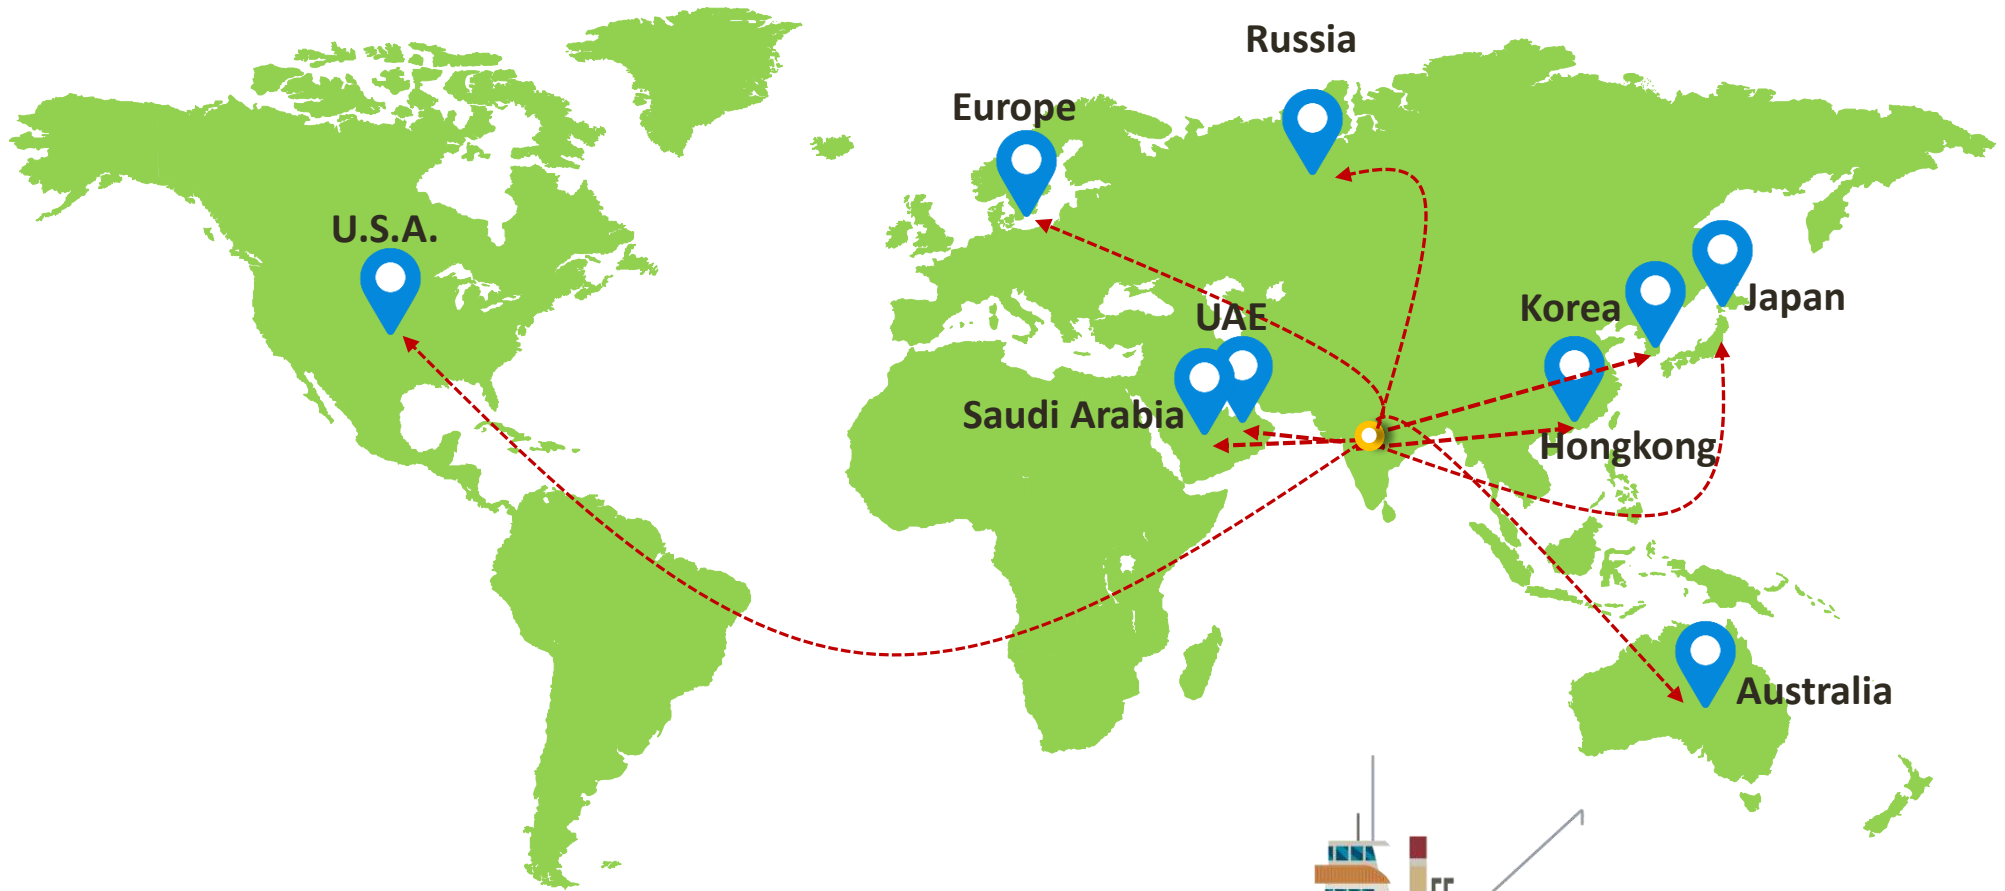 Russia
Europe
U.S.A.
Japan
Korea
UAE
Saudi Arabia
Hongkong
Australia